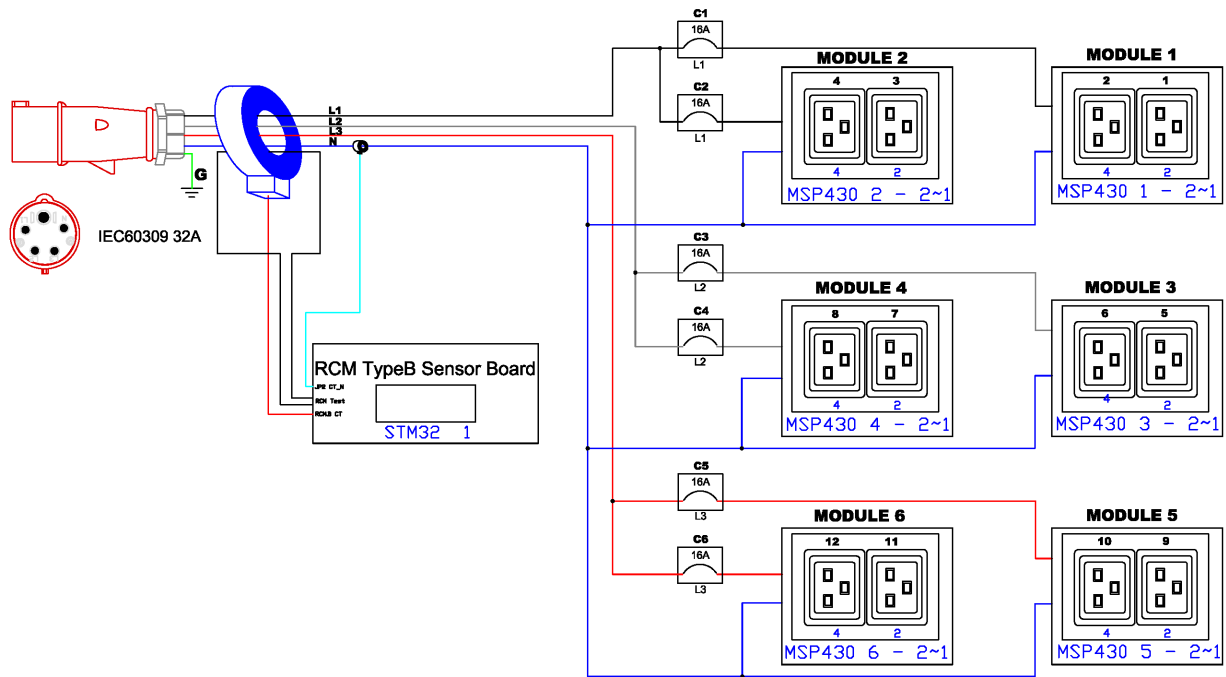 C1
16A
L1
C2
16A
L1
MODULE 2
4 3
4 2
MSP430 2 - 2~1
MODULE 1
2 1
4 2
MSP430 1 - 2~1
L1
L2
L3
N
G
IEC60309 32A
C3
16A
L2
C4
16A
L2
MODULE 4
8 7
4 2
MSP430 4 - 2~1
MODULE 3
6 5
4 2
MSP430 3 - 2~1
RCM TypeB Sensor Board
JP2 CT_N
RCM Test
RCM.B CT
STM32 1
C5
16A
L3
C6
16A
L3
MODULE 6
12 11
4 2
MSP430 6 - 2~1
MODULE 5
10 9
4 2
MSP430 5 - 2~1